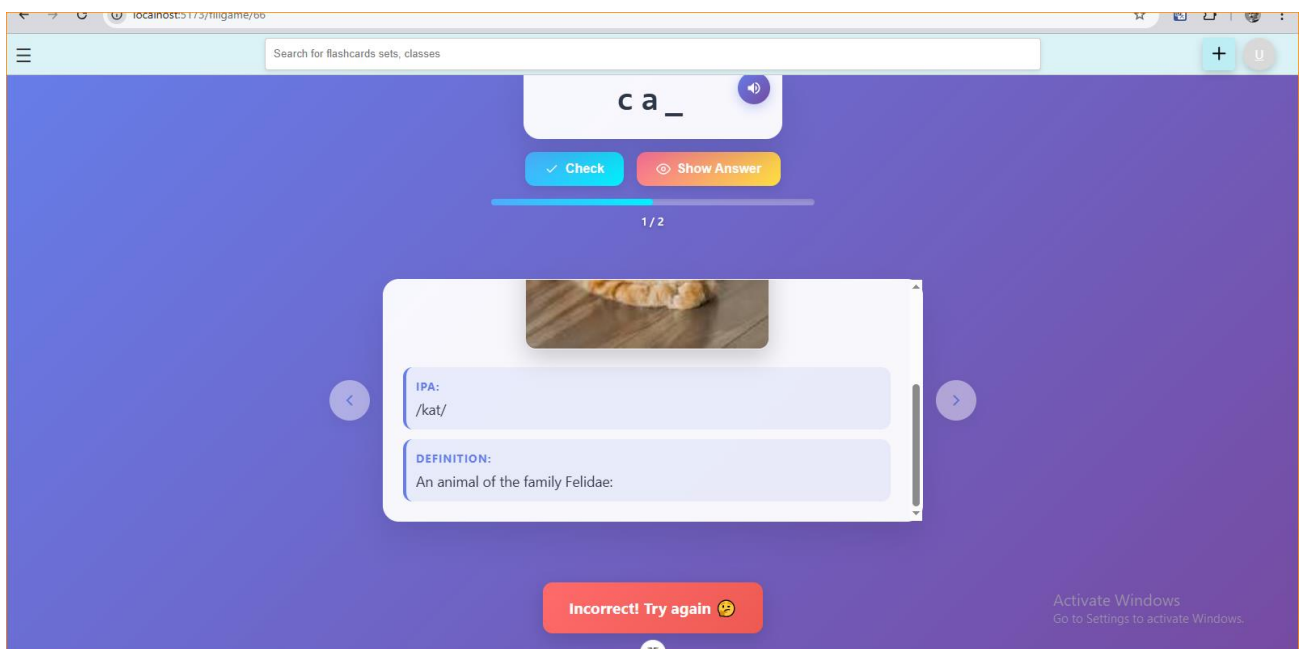 localhost:5173/fillgame/66
Search for flashcards sets, classes
+
U
c a _
Check
Show Answer
1 / 2
IPA:
/kat/
DEFINITION:
An animal of the family Felidae:
Incorrect! Try again 🤔
Activate Windows
Go to Settings to activate Windows.